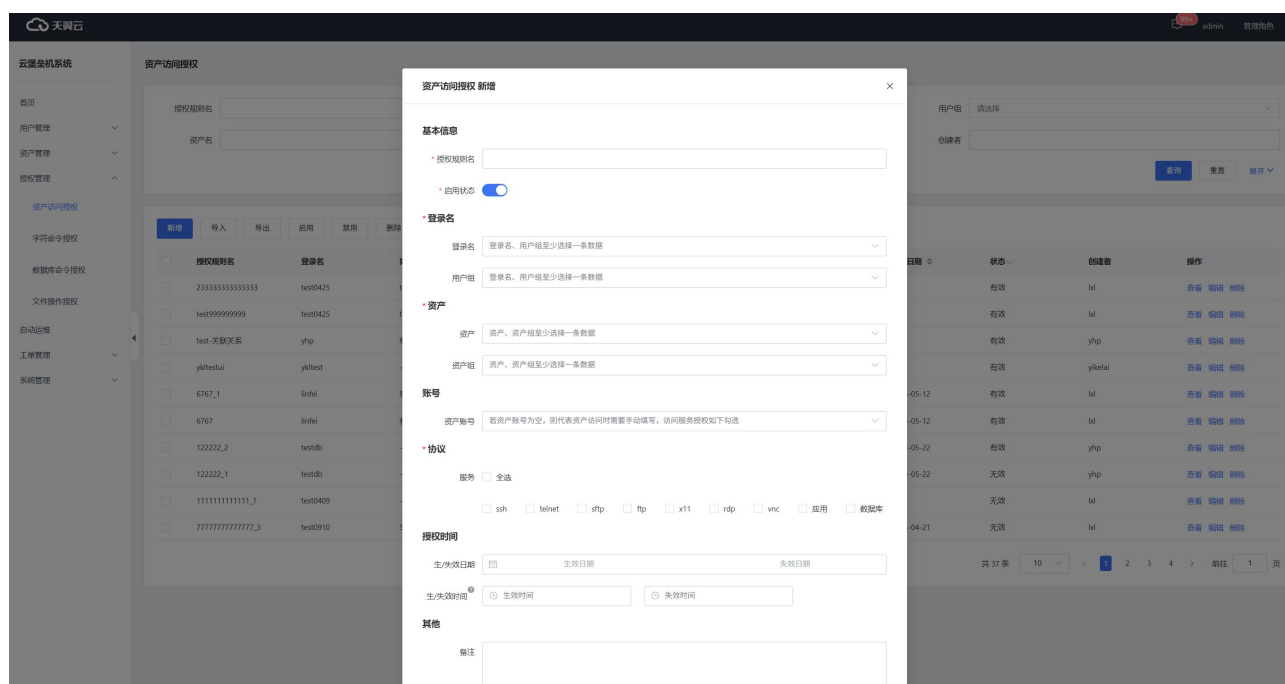 天翼云
99+ admin 管理角色
云堡垒机系统
首页
用户管理
资产管理
授权管理
资产访问授权
字符命令授权
数据库命令授权
文件操作授权
自动运维
工单管理
系统管理
资产访问授权
授权规则名
资产名
用户组 请选择
创建者
查询 重置 展开
新增 导入 导出 启用 禁用 删除
授权规则名 登录名 日期 状态 创建者 操作
233333333333333 test0425 有效 lxl 查看 编辑 删除
test999999999 test0425 有效 lxl 查看 编辑 删除
test-关联关系 yhp 有效 yhp 查看 编辑 删除
ykltestui ykltest 有效 yikelai 查看 编辑 删除
6767_1 linfei -05-12 有效 lxl 查看 编辑 删除
6767 linfei -05-12 有效 lxl 查看 编辑 删除
122222_2 testdb -05-22 有效 yhp 查看 编辑 删除
122222_1 testdb -05-22 无效 yhp 查看 编辑 删除
1111111111111_1 test0409 无效 lxl 查看 编辑 删除
7777777777777_3 test0910 -04-21 无效 lxl 查看 编辑 删除
共 37 条 10 1 2 3 4 前往 1 页
资产访问授权 新增 ×
基本信息
* 授权规则名
* 启用状态
* 登录名
登录名 登录名、用户组至少选择一条数据
用户组 登录名、用户组至少选择一条数据
* 资产
资产 资产、资产组至少选择一条数据
资产组 资产、资产组至少选择一条数据
账号
资产账号 若资产账号为空，则代表资产访问时需要手动填写，访问服务授权如下勾选
* 协议
服务 全选
ssh telnet sftp ftp x11 rdp vnc 应用 数据库
授权时间
生/失效日期 生效日期 失效日期
生/失效时间 生效时间 失效时间
其他
备注